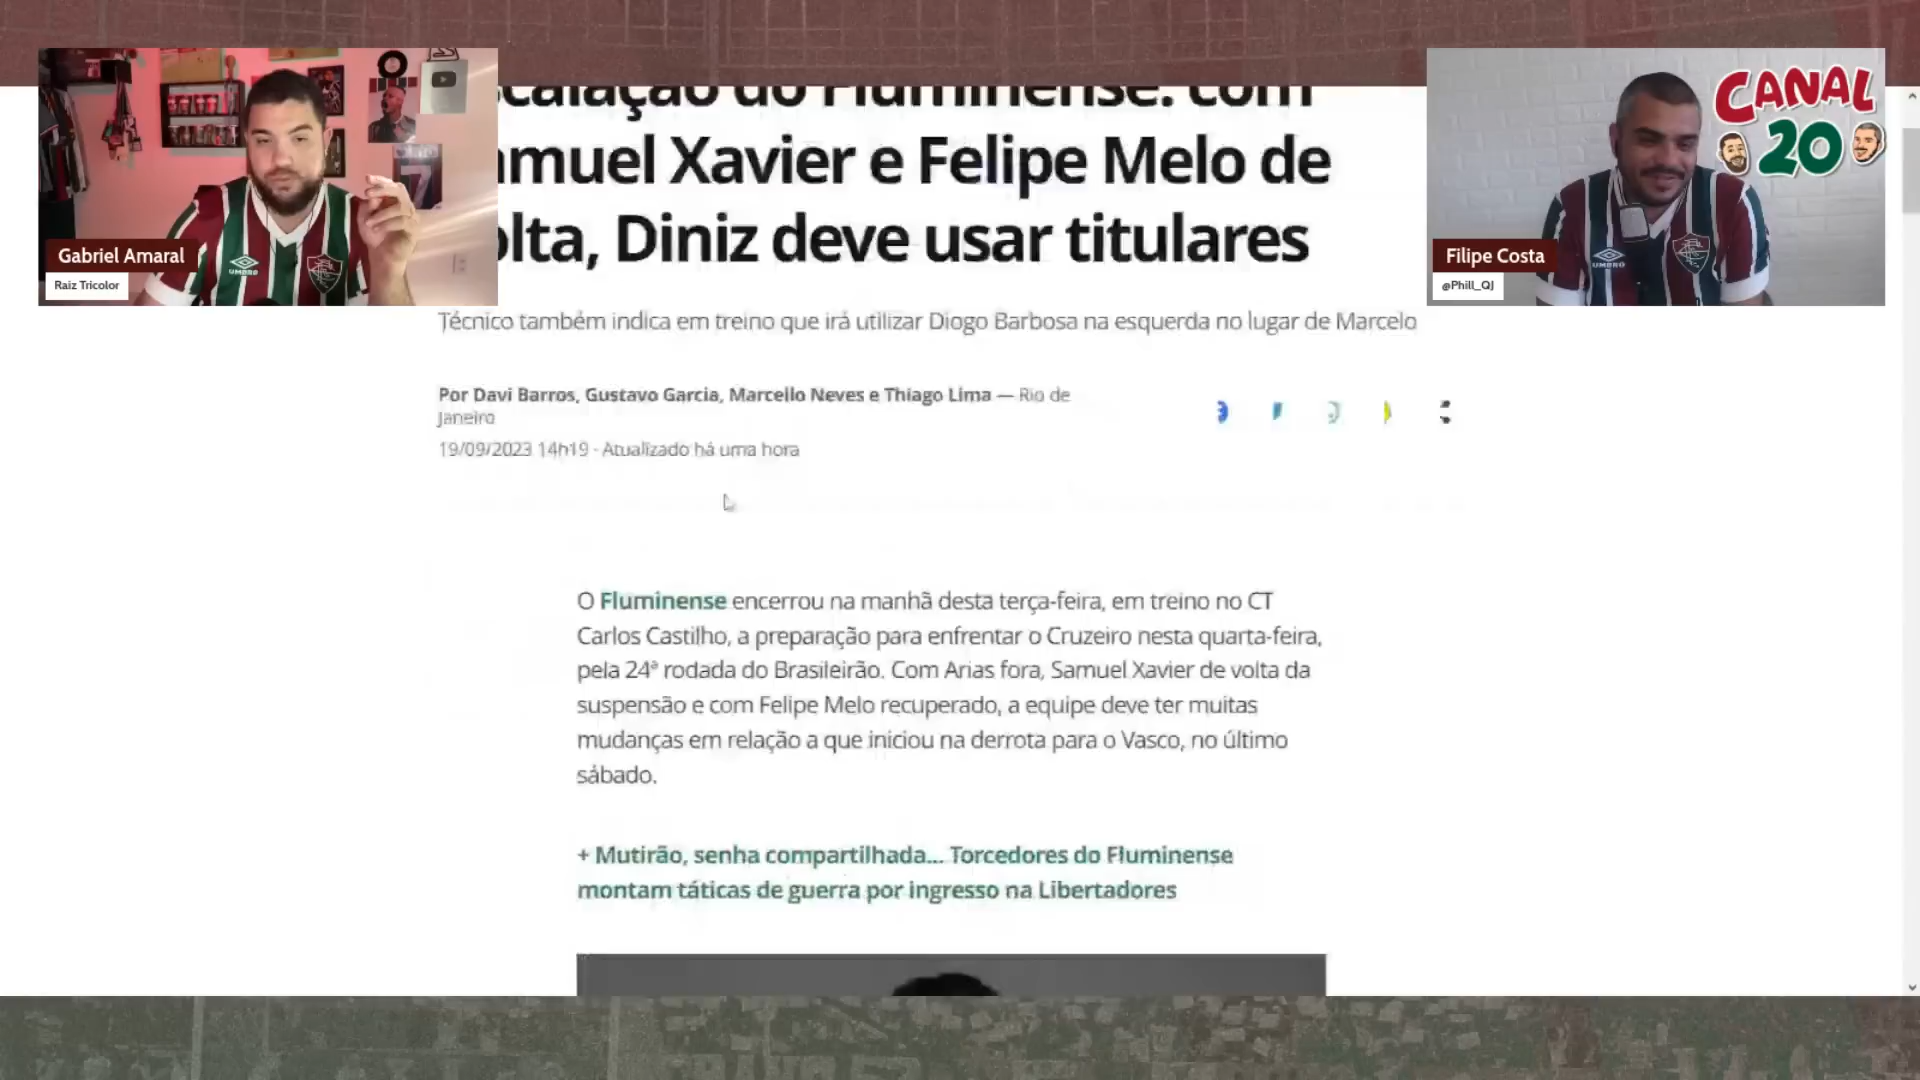 calação do Fluminense: com
amuel Xavier e Felipe Melo de
olta, Diniz deve usar titulares
CANAL
20
7
UMBRO
Gabriel Amaral
Raiz Tricolor
UMBRO
Filipe Costa
@Phill_QJ
Técnico também indica em treino que irá utilizar Diogo Barbosa na esquerda no lugar de Marcelo
Por Davi Barros, Gustavo Garcia, Marcello Neves e Thiago Lima — Rio de
Janeiro
19/09/2023 14h19 · Atualizado há uma hora
O Fluminense encerrou na manhã desta terça-feira, em treino no CT
Carlos Castilho, a preparação para enfrentar o Cruzeiro nesta quarta-feira,
pela 24ª rodada do Brasileirão. Com Arias fora, Samuel Xavier de volta da
suspensão e com Felipe Melo recuperado, a equipe deve ter muitas
mudanças em relação a que iniciou na derrota para o Vasco, no último
sábado.
+ Mutirão, senha compartilhada... Torcedores do Fluminense
montam táticas de guerra por ingresso na Libertadores